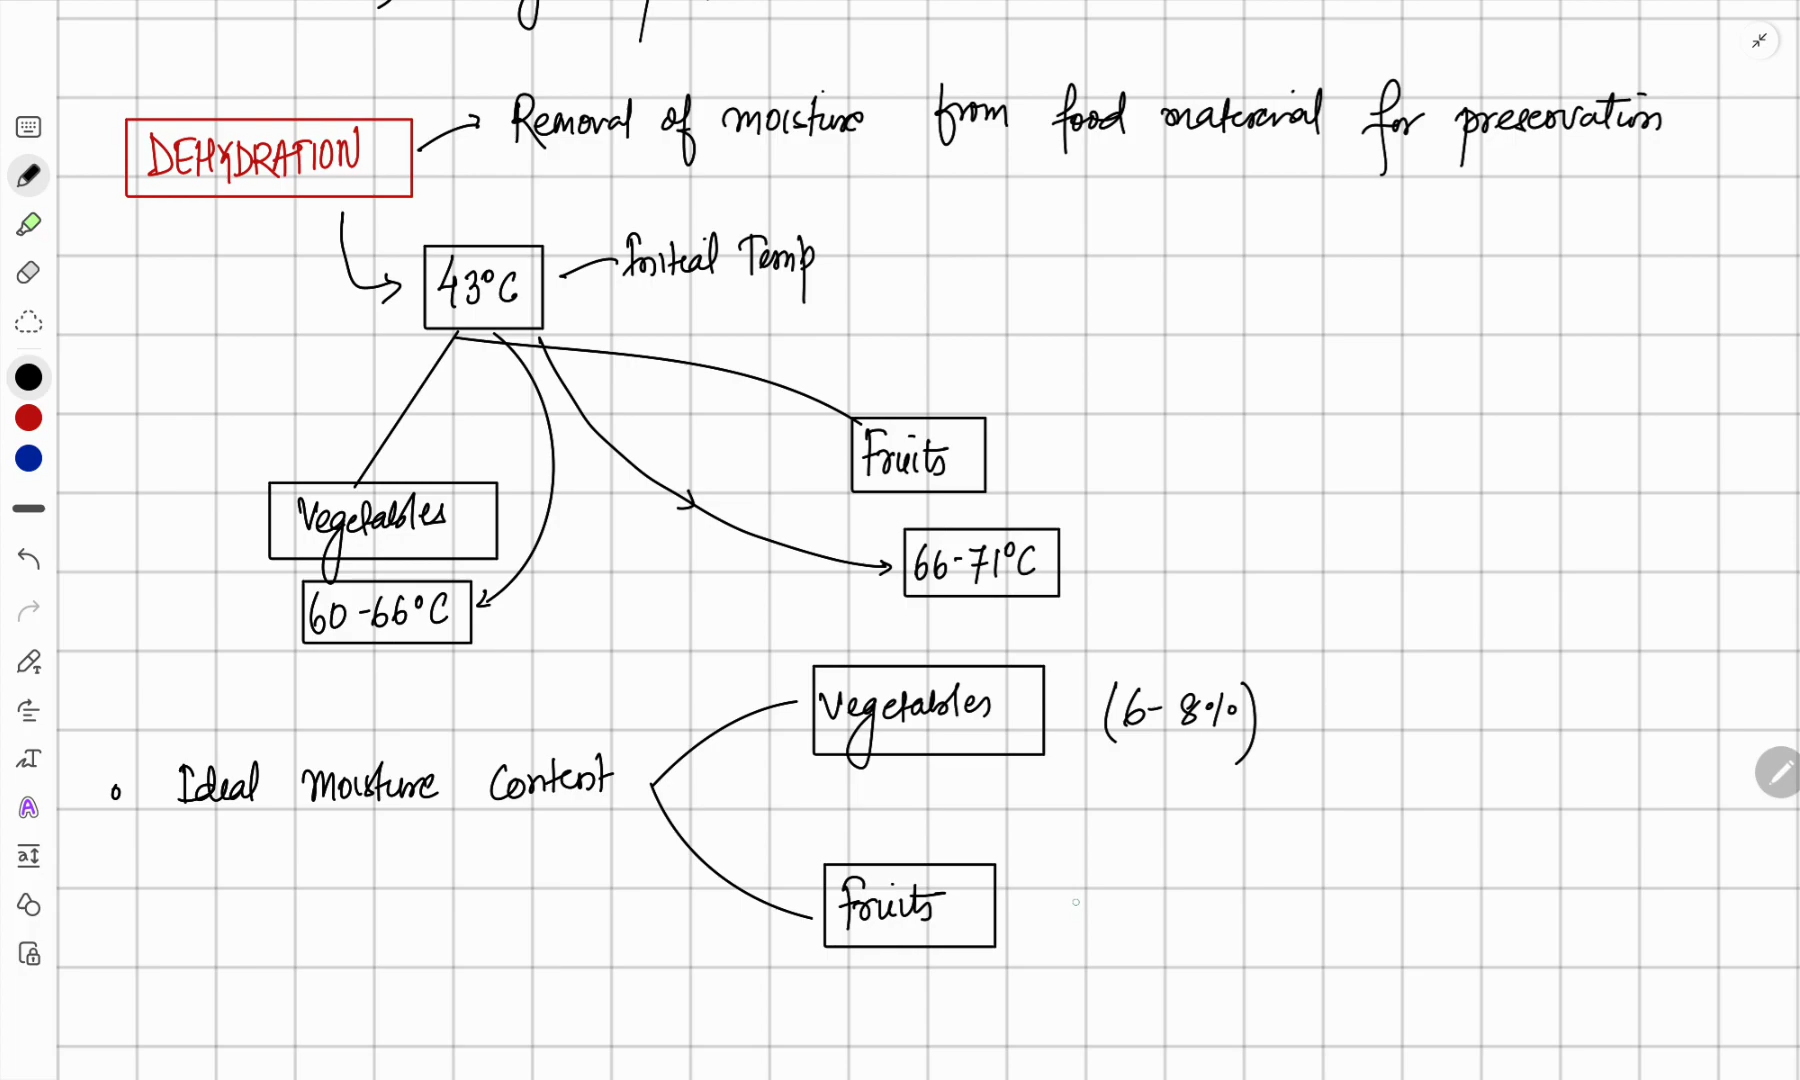 DEHYDRATION → Removal of moisture from food material for preservation
43°C Initial Temp
Fruits
Vegetables
66-71°C
60-66°C
Vegetables (6-8%)
Ideal Moisture Content
Fruits